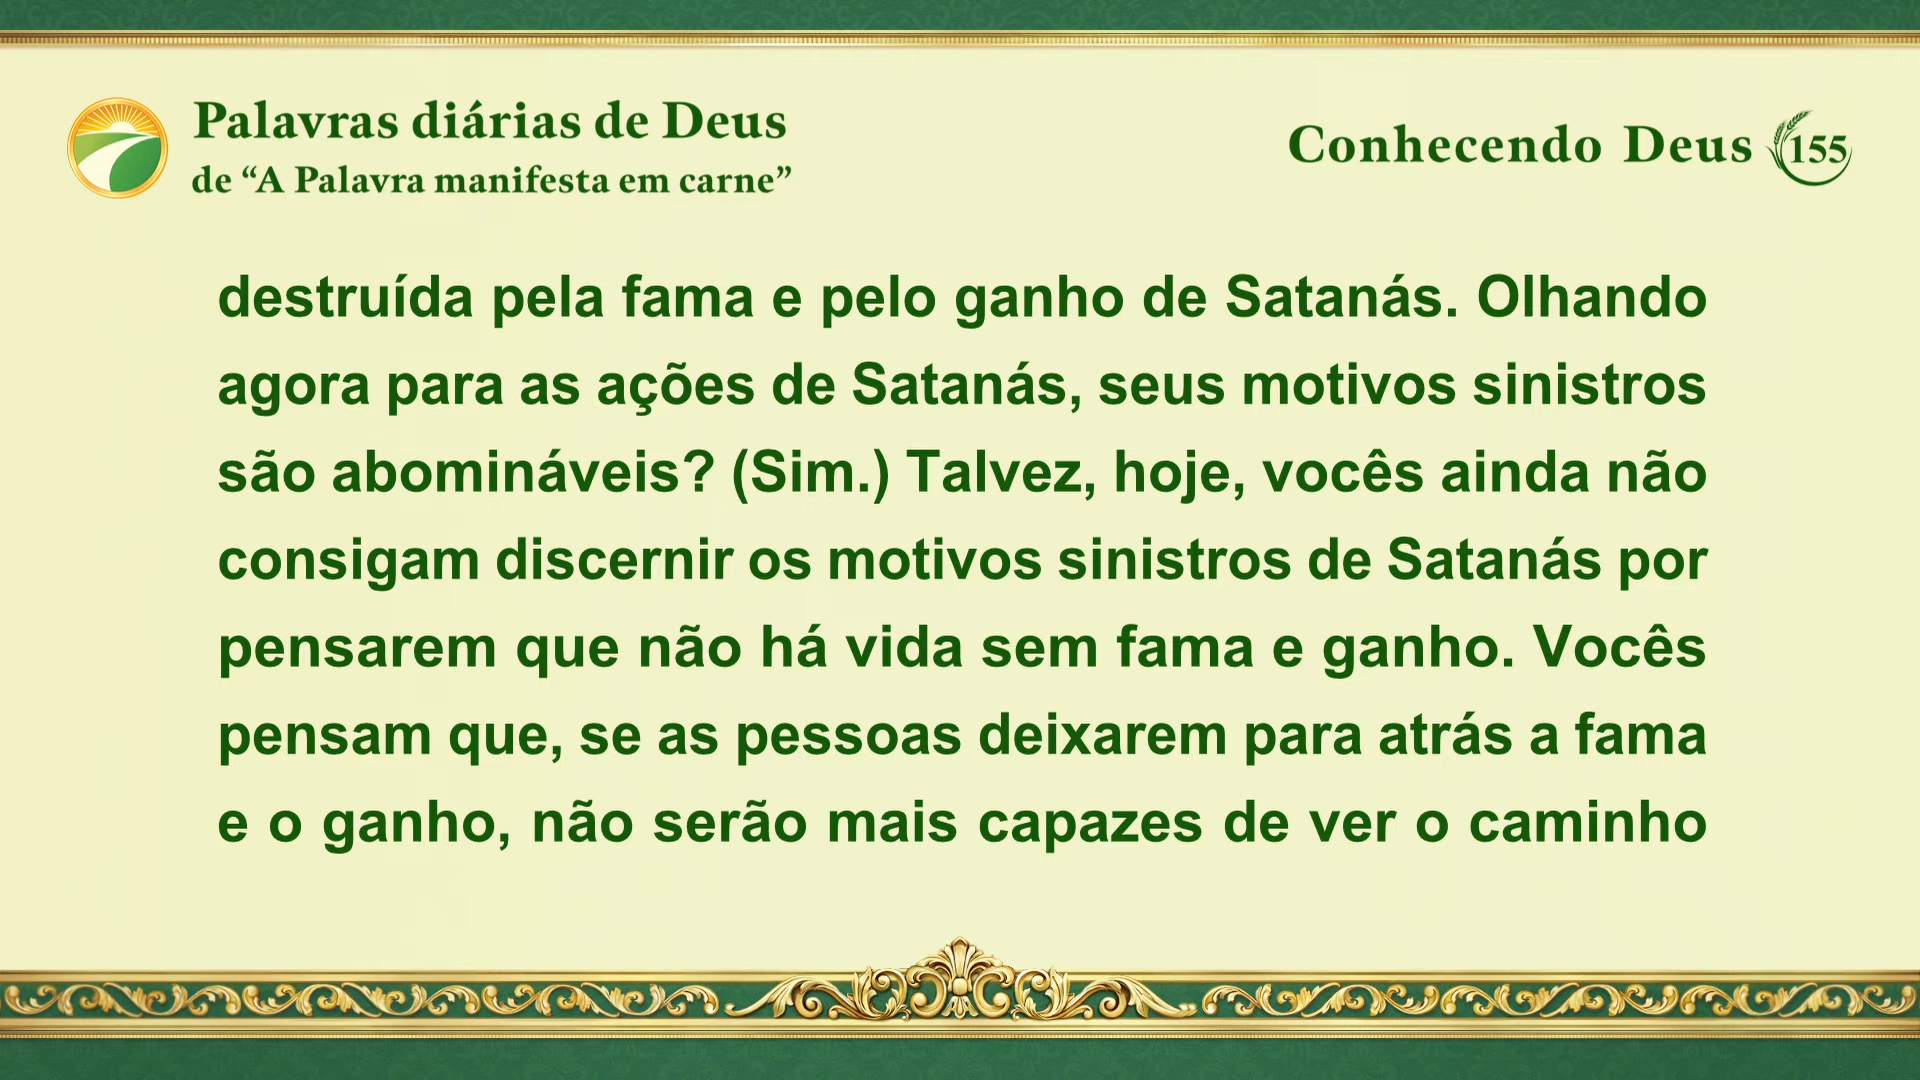 Palavras diárias de Deus
de “A Palavra manifesta em carne”
Conhecendo Deus 155
destruída pela fama e pelo ganho de Satanás. Olhando
agora para as ações de Satanás, seus motivos sinistros
são abomináveis? (Sim.) Talvez, hoje, vocês ainda não
consigam discernir os motivos sinistros de Satanás por
pensarem que não há vida sem fama e ganho. Vocês
pensam que, se as pessoas deixarem para atrás a fama
e o ganho, não serão mais capazes de ver o caminho